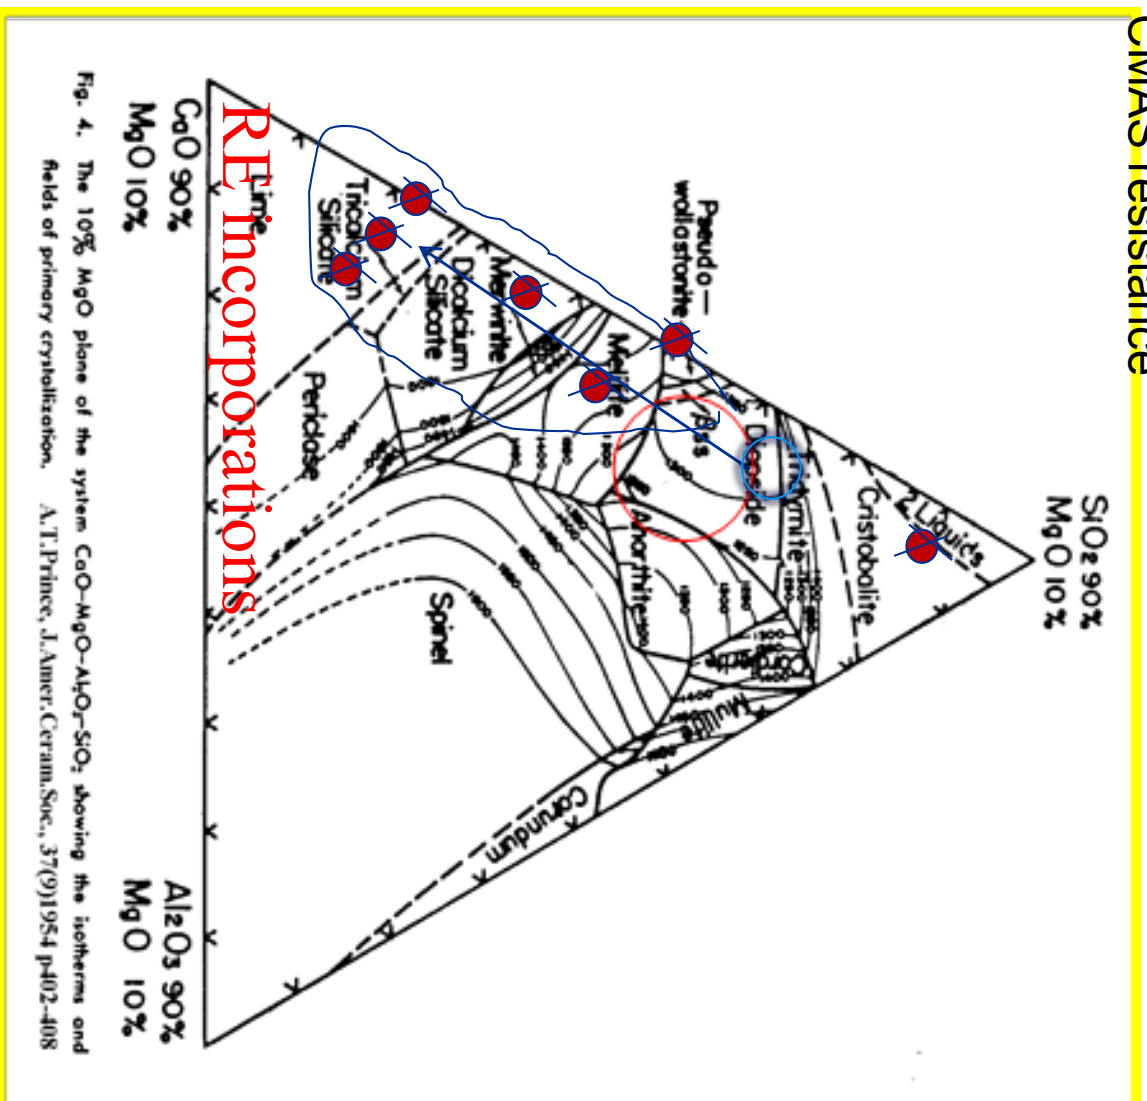 CMAS resistance
SiO2 90%
MgO 10%
2 Liquids
Cristobalite
Tridymite
Pseudo-
wollastonite
Diopside
Pss
Anorthite
Cordierite
Mullite
Melilite
Merwinite
Dicalcium
Silicate
Tricalcium
Silicate
Lime
Periclase
Spinel
Corundum
RE incorporations
CaO 90%
MgO 10%
Al2O3 90%
MgO 10%
Fig. 4. The 10% MgO plane of the system CaO-MgO-Al2O3-SiO2 showing the isotherms and
fields of primary crystallization. A.T.Prince, J.Amer.Ceram.Soc., 37(9)1954 p402-408